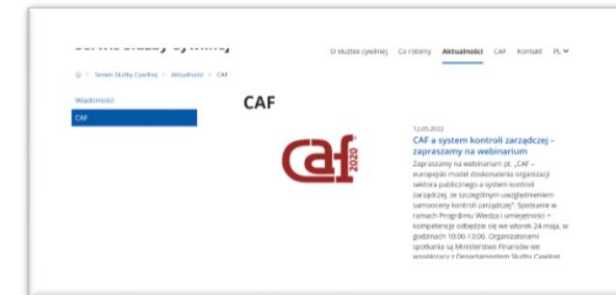 O służbie cywilnej Co robimy Aktualności CAF Kontakt PL
Serwis Służby Cywilnej > Aktualności > CAF
Wiadomości
CAF
CAF
caf 2020
12.05.2022
CAF a system kontroli zarządczej –
zapraszamy na webinarium
Zapraszamy na webinarium pt. „CAF –
europejski model doskonalenia organizacji
sektora publicznego a system kontroli
zarządczej, ze szczególnym uwzględnieniem
samooceny kontroli zarządczej”. Spotkanie w
ramach Programu Wiedza i umiejętności =
kompetencje odbędzie się we wtorek 24 maja, w
godzinach 10:00-13:00. Organizatorami
spotkania są Ministerstwo Finansów we
współpracy z Departamentem Służby Cywilnej